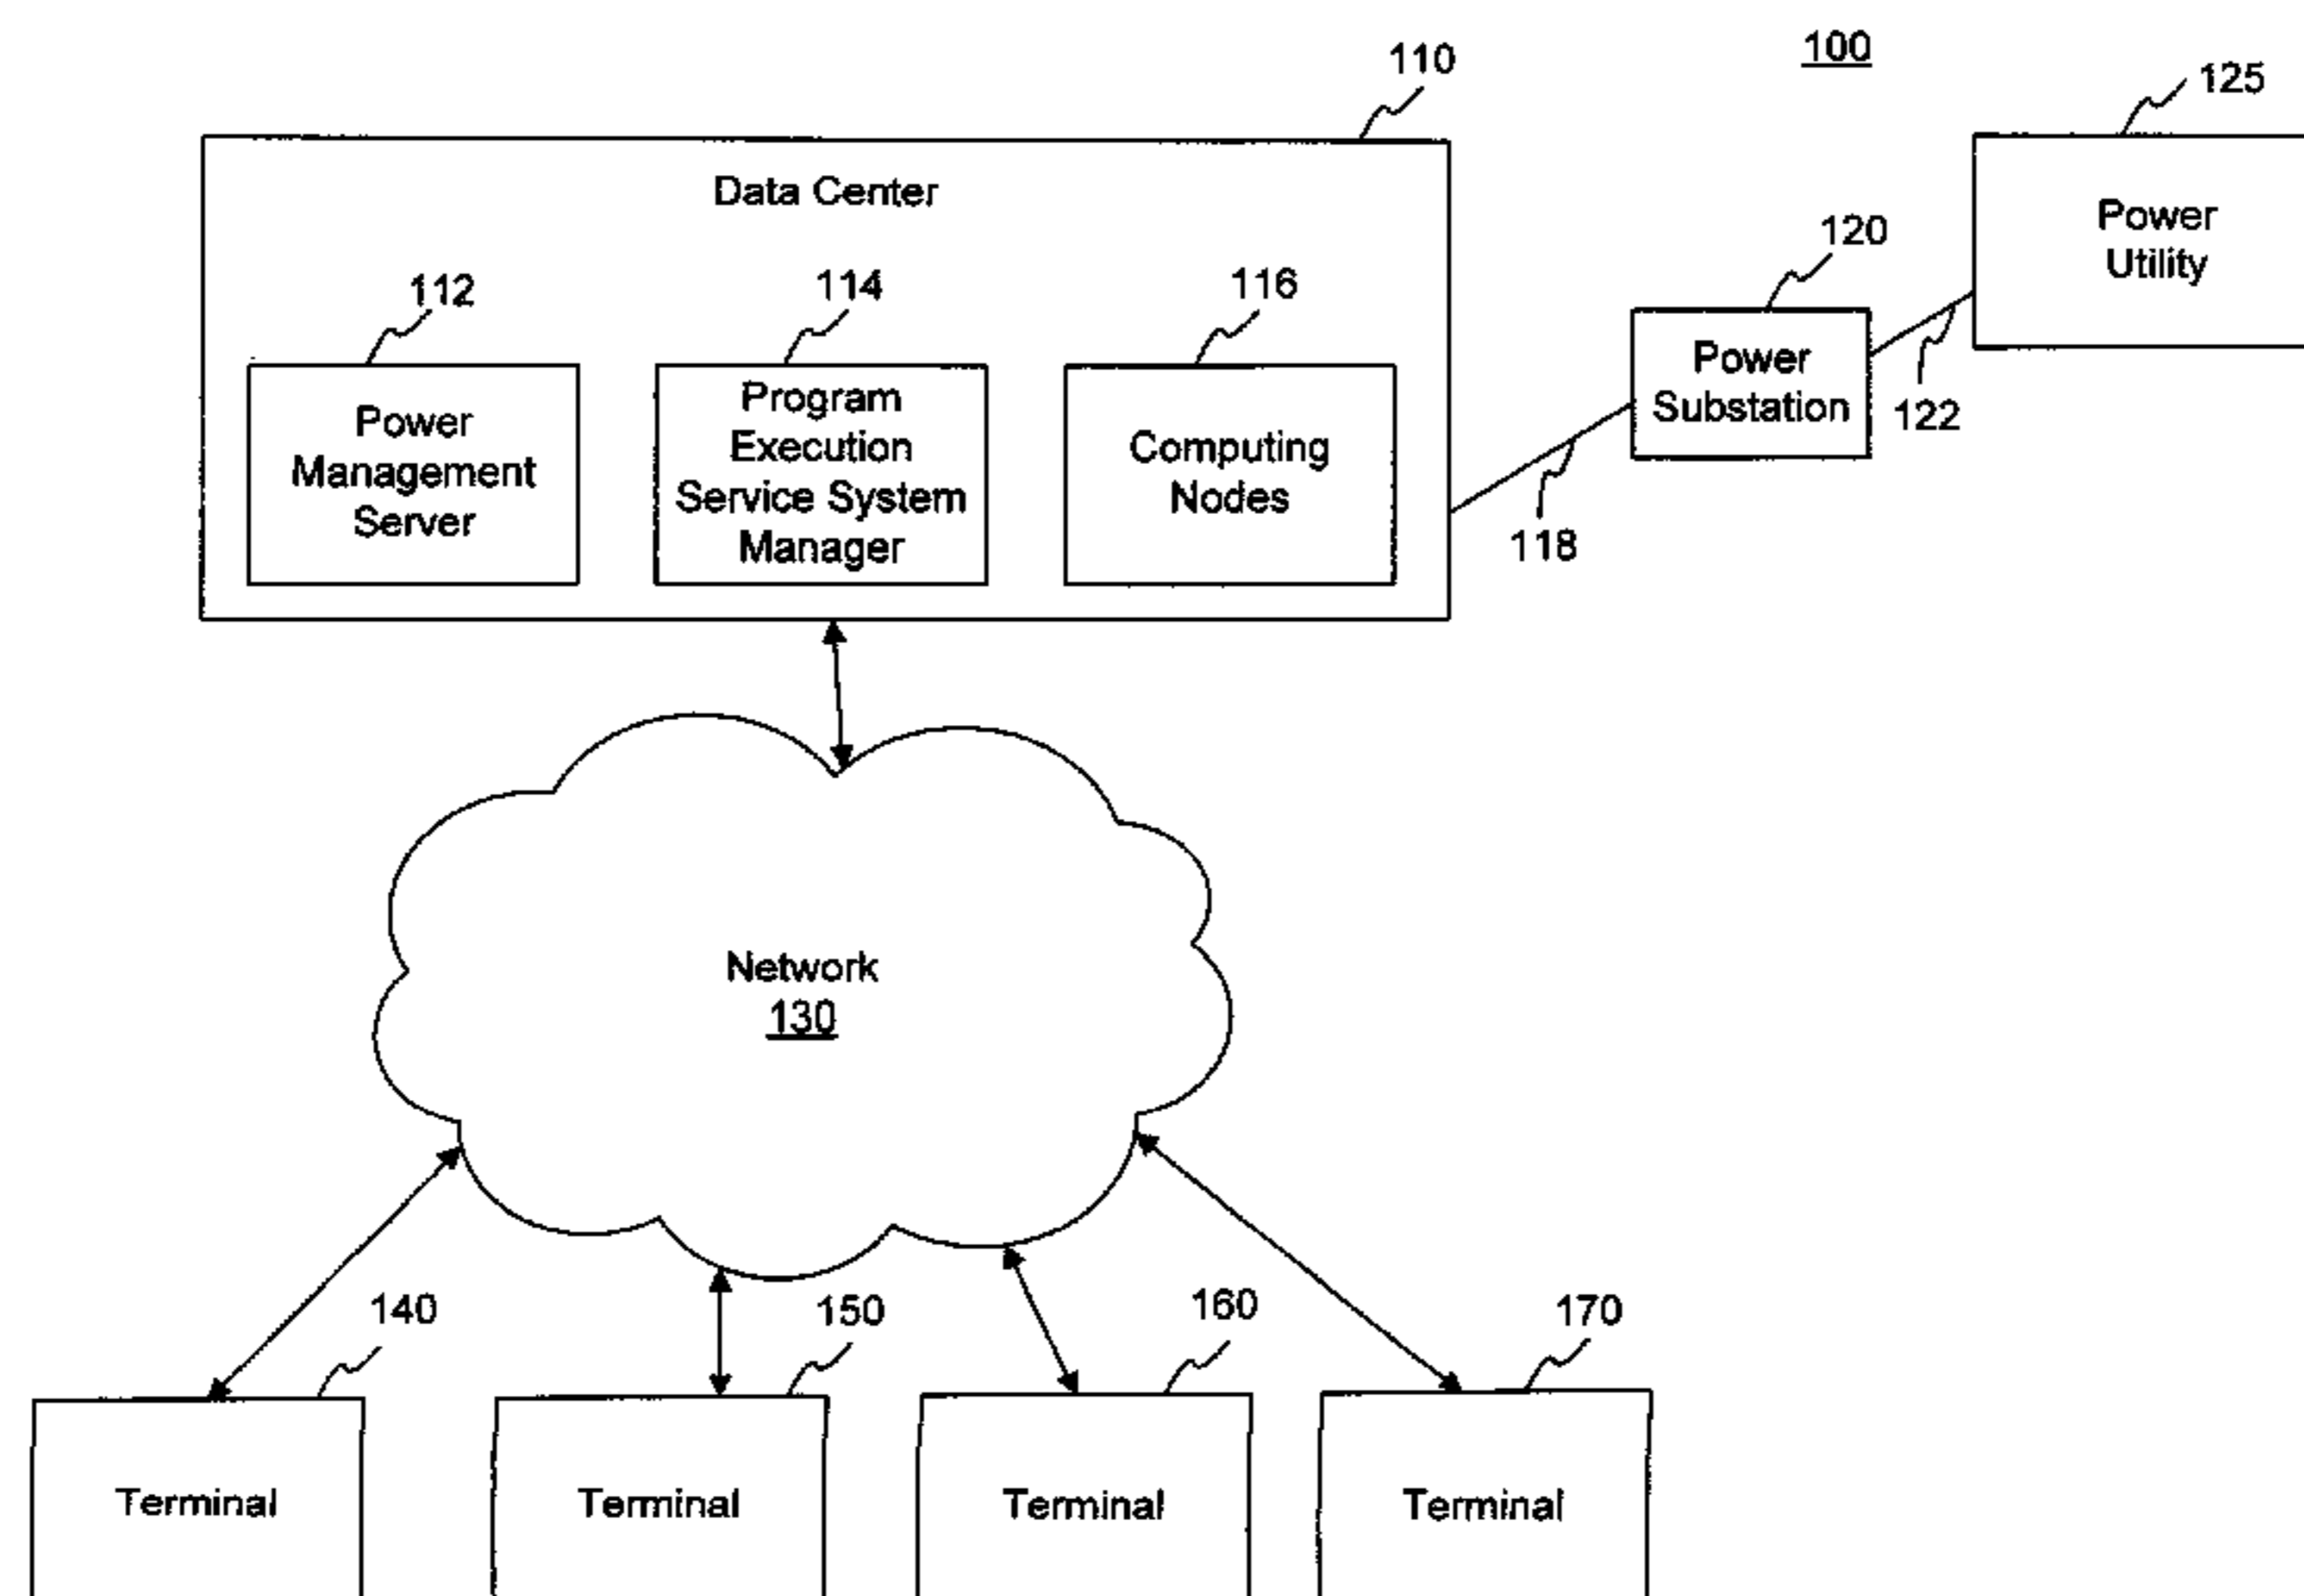 100
110
125
Data Center
Power
Utility
120
112
114
116
Power
Substation
122
Power
Management
Server
Program
Execution
Service System
Manager
Computing
Nodes
118
Network
130
140
150
160
170
Terminal
Terminal
Terminal
Terminal